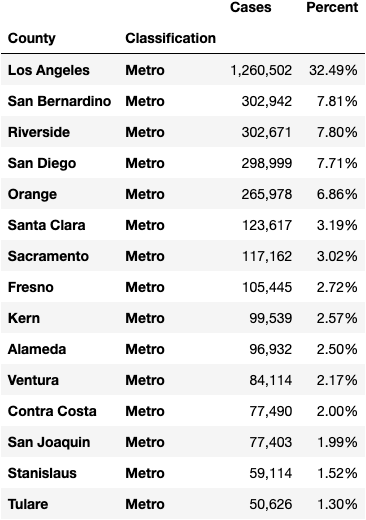 Cases Percent
County Classification
Los Angeles Metro 1,260,502 32.49%
San Bernardino Metro 302,942 7.81%
Riverside Metro 302,671 7.80%
San Diego Metro 298,999 7.71%
Orange Metro 265,978 6.86%
Santa Clara Metro 123,617 3.19%
Sacramento Metro 117,162 3.02%
Fresno Metro 105,445 2.72%
Kern Metro 99,539 2.57%
Alameda Metro 96,932 2.50%
Ventura Metro 84,114 2.17%
Contra Costa Metro 77,490 2.00%
San Joaquin Metro 77,403 1.99%
Stanislaus Metro 59,114 1.52%
Tulare Metro 50,626 1.30%